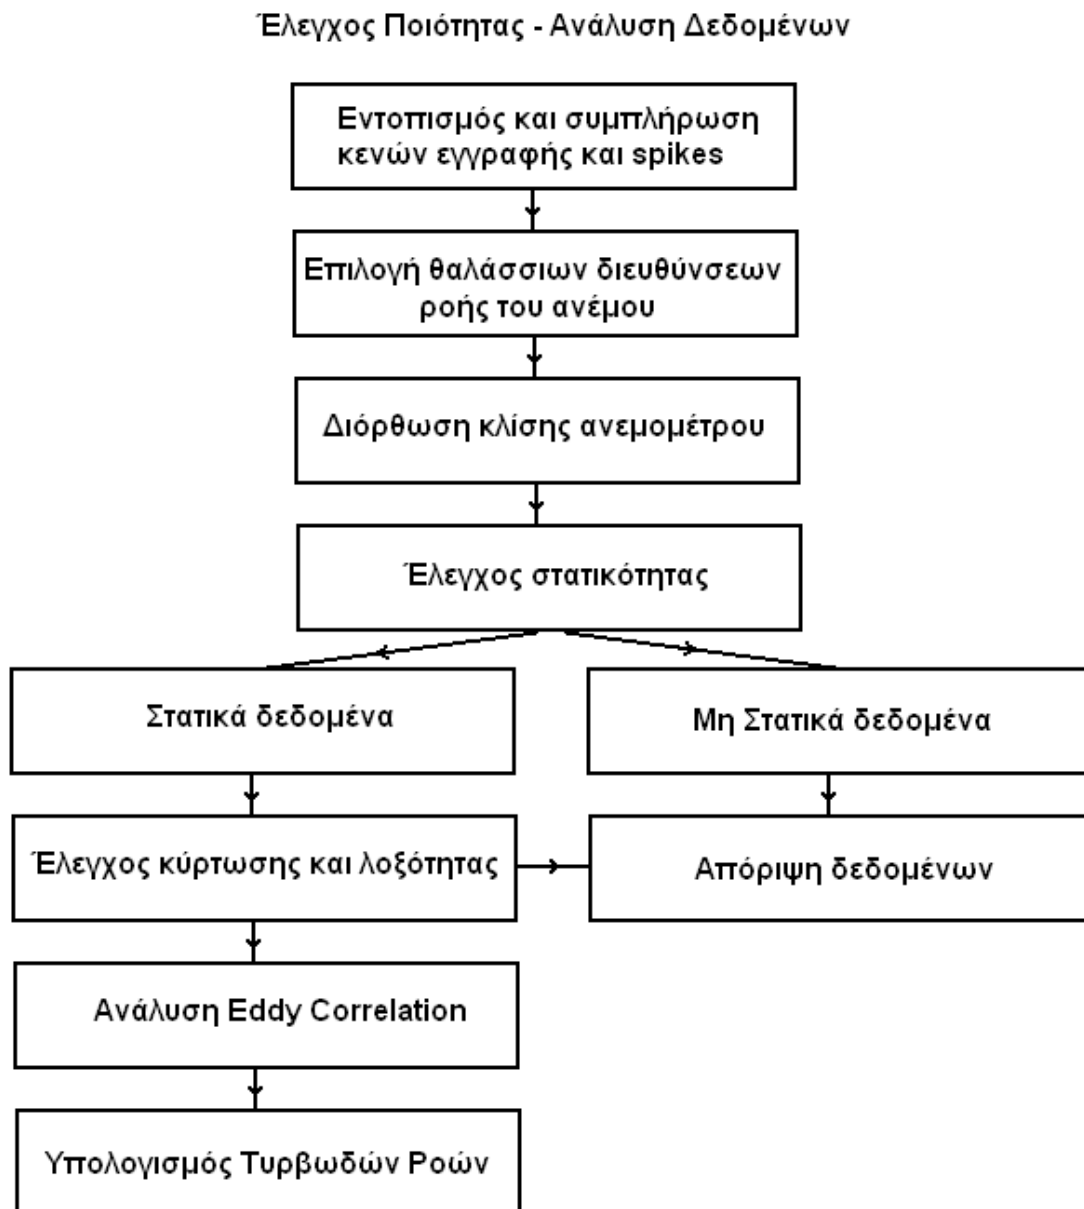 Έλεγχος Ποιότητας - Ανάλυση Δεδομένων
Εντοπισμός και συμπλήρωση
κενών εγγραφής και spikes
Επιλογή θαλάσσιων διευθύνσεων
ροής του ανέμου
Διόρθωση κλίσης ανεμομέτρου
Έλεγχος στατικότητας
Στατικά δεδομένα
Μη Στατικά δεδομένα
Έλεγχος κύρτωσης και λοξότητας
Απόριψη δεδομένων
Ανάλυση Eddy Correlation
Υπολογισμός Τυρβωδών Ροών